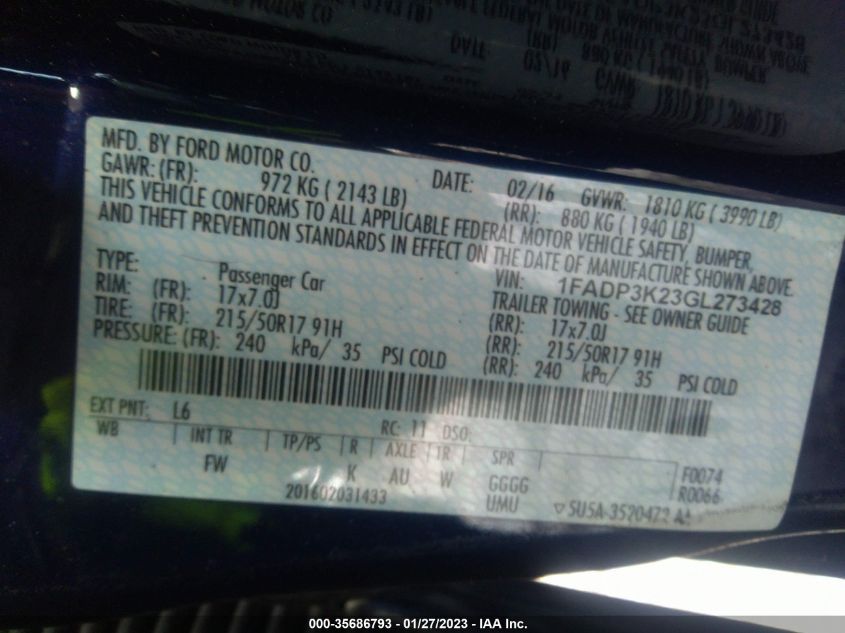 MFD. BY FORD MOTOR CO.
DATE: 02/16 GVWR: 1810 KG ( 3990 LB)
GAWR: (FR): 972 KG ( 2143 LB) (RR): 880 KG ( 1940 LB)
THIS VEHICLE CONFORMS TO ALL APPLICABLE FEDERAL MOTOR VEHICLE SAFETY, BUMPER,
AND THEFT PREVENTION STANDARDS IN EFFECT ON THE DATE OF MANUFACTURE SHOWN ABOVE.
VIN: 1FADP3K23GL273428
TYPE: Passenger Car TRAILER TOWING - SEE OWNER GUIDE
RIM: (FR): 17x7.0J (RR): 17x7.0J
TIRE: (FR): 215/50R17 91H (RR): 215/50R17 91H
PRESSURE: (FR): 240 kPa/ 35 PSI COLD (RR): 240 kPa/ 35 PSI COLD
EXT PNT: L6 RC: 11 DSO:
WB INT TR TP/PS R AXLE TR SPR
FW K AU W GGGG F0074
UMU R0066
201602031433 ▽ 5U5A-3520472
000-35686793 - 01/27/2023 - IAA Inc.